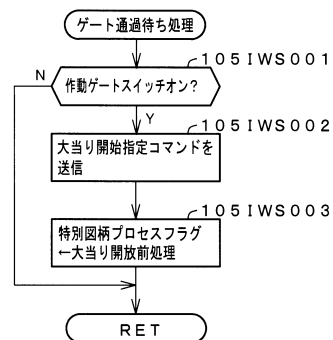 ゲート通過待ち処理
105IWS001
N
作動ゲートスイッチオン?
Y
105IWS002
大当り開始指定コマンドを
送信
105IWS003
特別図柄プロセスフラグ
←大当り開放前処理
RET